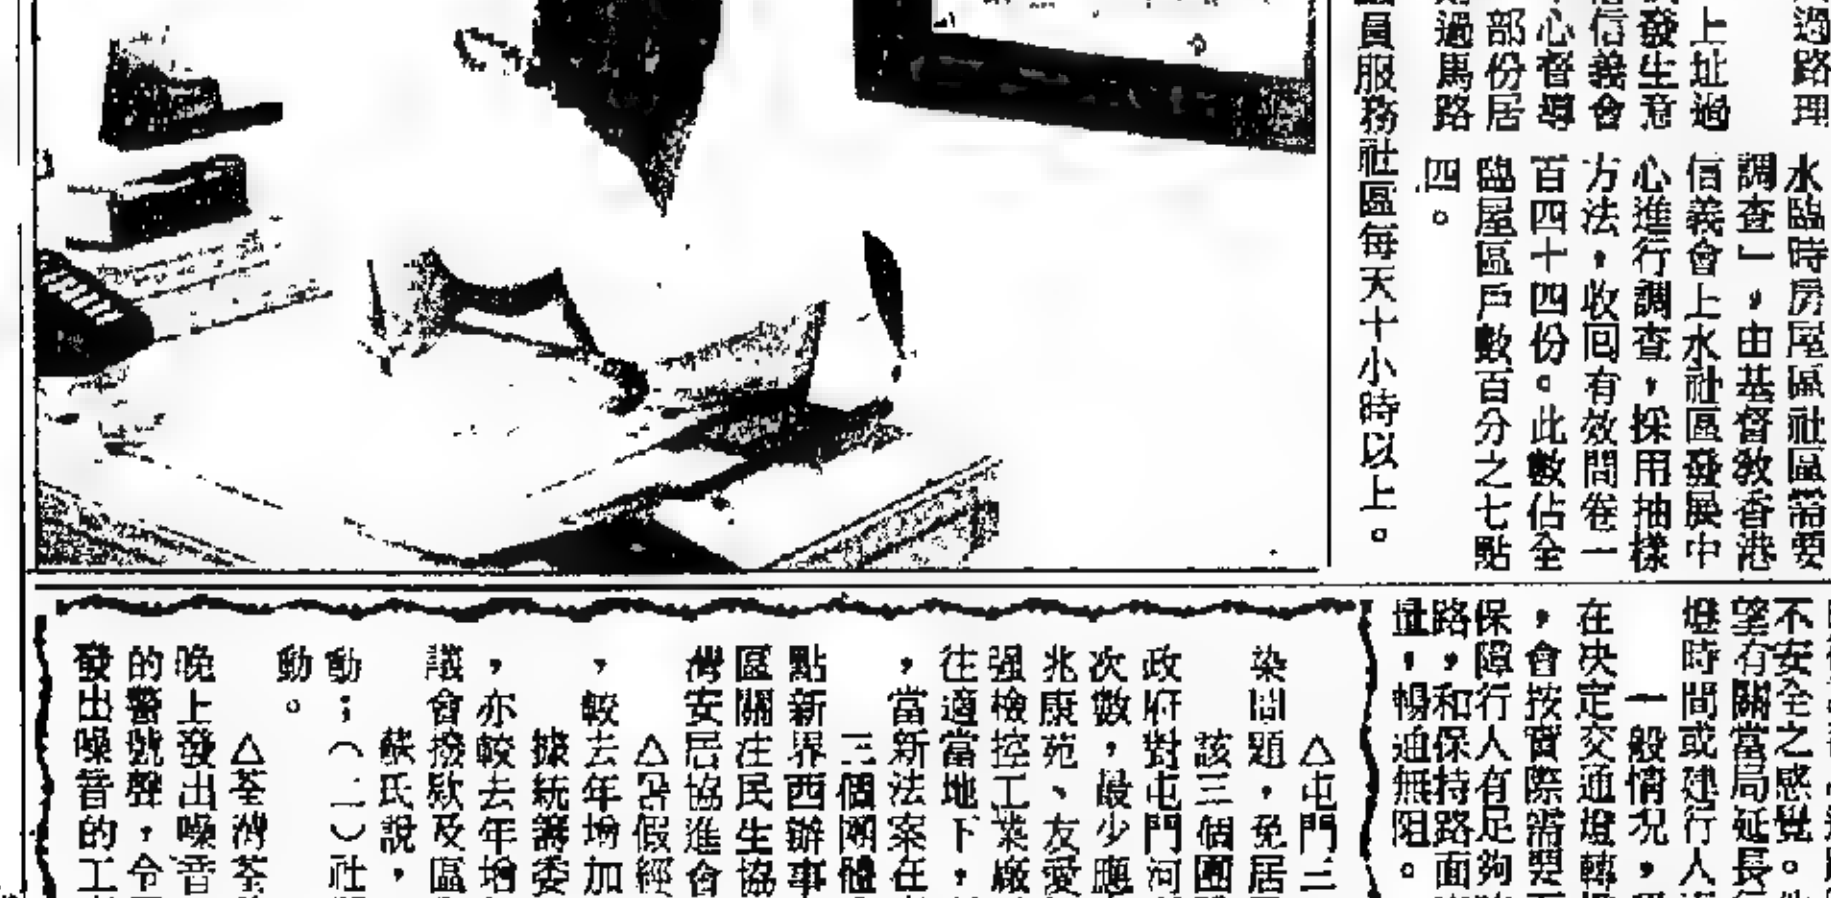 過路理
水臨時房屋區社區需要
調查」，由基督教香港
上址過
信義會上水社區發展中
發生意
心進行調查，採用抽樣
信義會
方法，收回有效問卷一
心督導
百四十四份。此數佔全
部份居
臨屋區戶數百分之七點
過馬路
四。
員服務社區每天十小時以上。
不安全之感覺。
望有關當局延長
燈時間或建行人
一般情况，
在决定交通燈轉
，會按實際需要
保障行人有足夠
路，和保持路面
量，暢通無阻。
△屯門三
染問題，免居
該三個團
政府對屯門河
次數，最少應
兆康苑、友愛
强檢控工業廠
往適當地下，
，當新法案在
三個團體
點新界西辦事
區關注民生協
灣安居協進會
△暑假經
，較去年增加
據統籌委
，亦較去年增
議會撥欵及區
蘇氏說，
動；（二）社
動。
△荃灣荃
晚上發出噪音
的警號聲，令
發出噪音的工